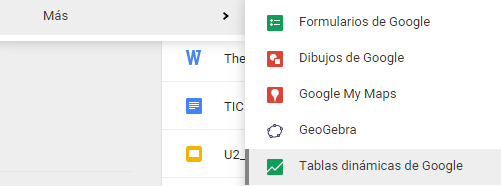 Más
Formularios de Google
Dibujos de Google
Google My Maps
GeoGebra
Tablas dinámicas de Google
The
TIC
U2_